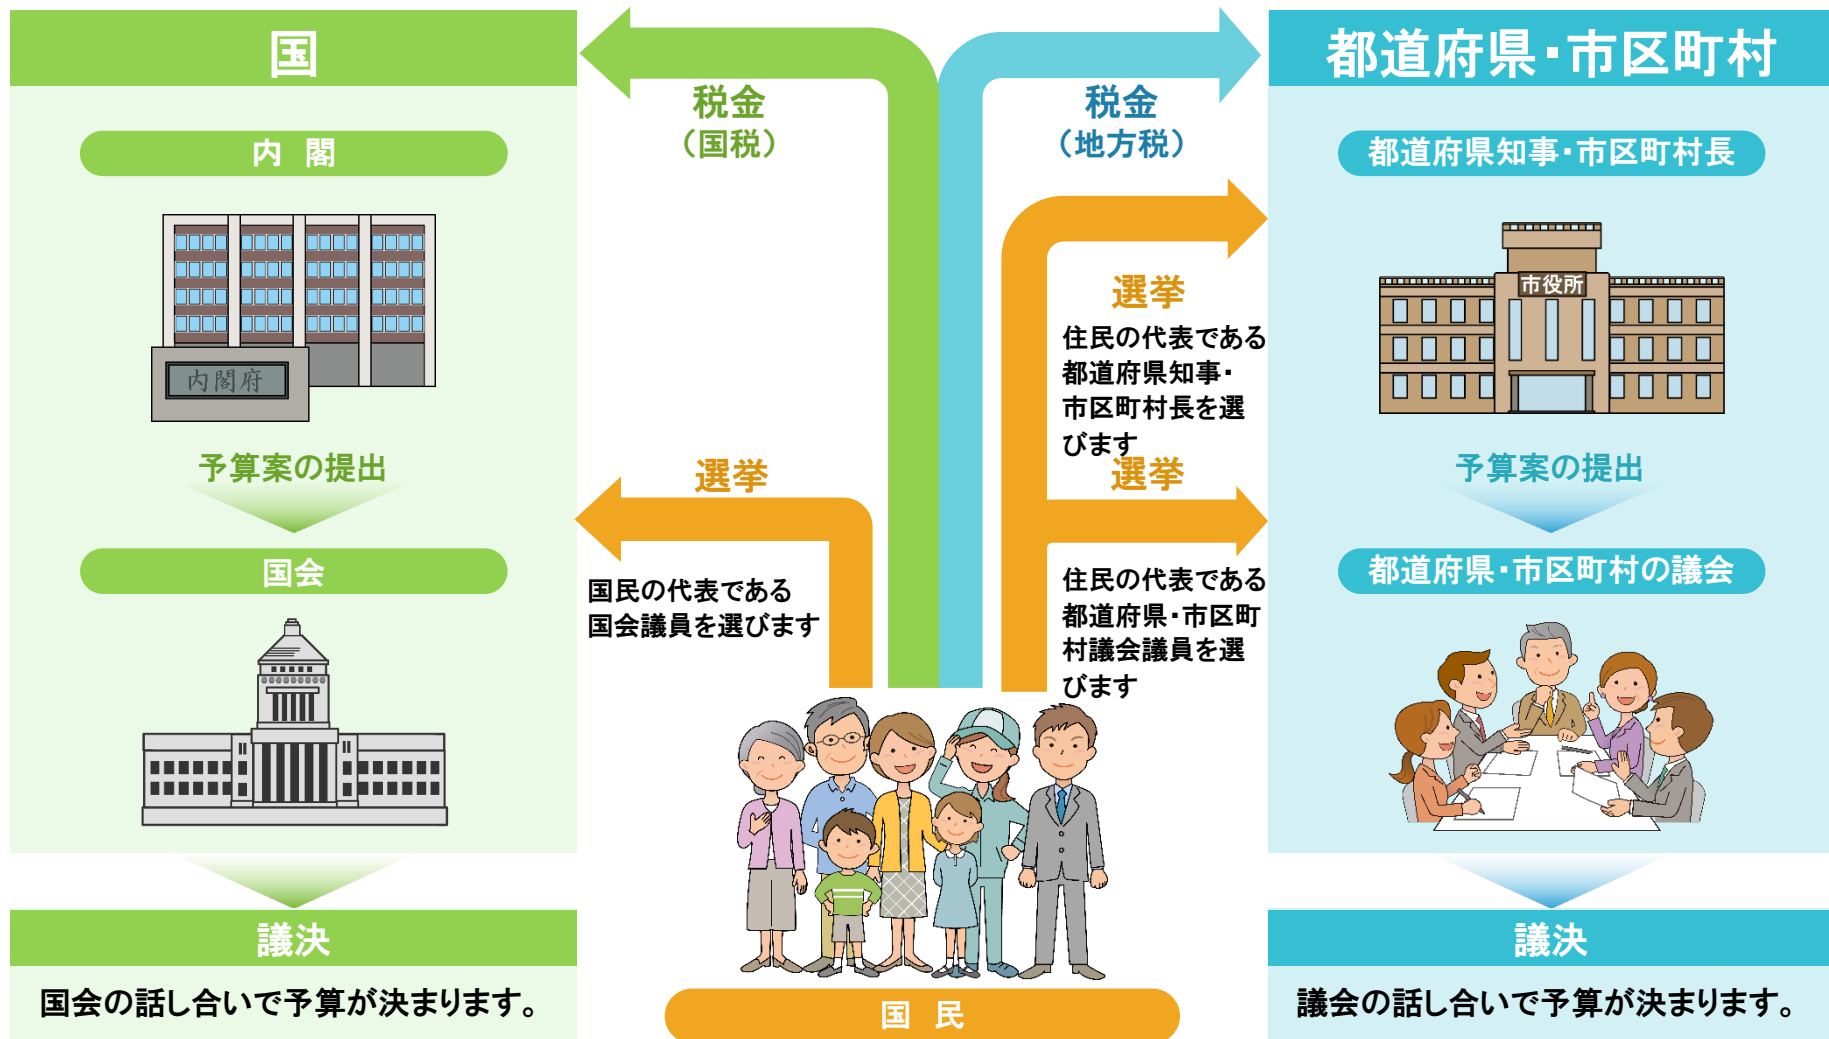 国
内 閣
内閣府
予算案の提出
国会
議決
国会の話し合いで予算が決まります。
税金
（国税）
税金
（地方税）
選挙
国民の代表である
国会議員を選びます
選挙
住民の代表である
都道府県知事・
市区町村長を選
びます
選挙
住民の代表である
都道府県・市区町
村議会議員を選
びます
国 民
都道府県・市区町村
都道府県知事・市区町村長
市役所
予算案の提出
都道府県・市区町村の議会
議決
議会の話し合いで予算が決まります。